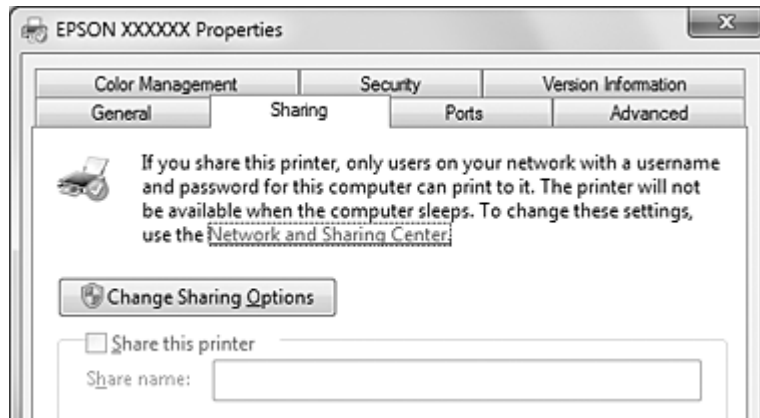 EPSON XXXXXX Properties
Color Management Security Version Information
General Sharing Ports Advanced
If you share this printer, only users on your network with a username
and password for this computer can print to it. The printer will not
be available when the computer sleeps. To change these settings,
use the Network and Sharing Center.
Change Sharing Options
Share this printer
Share name: